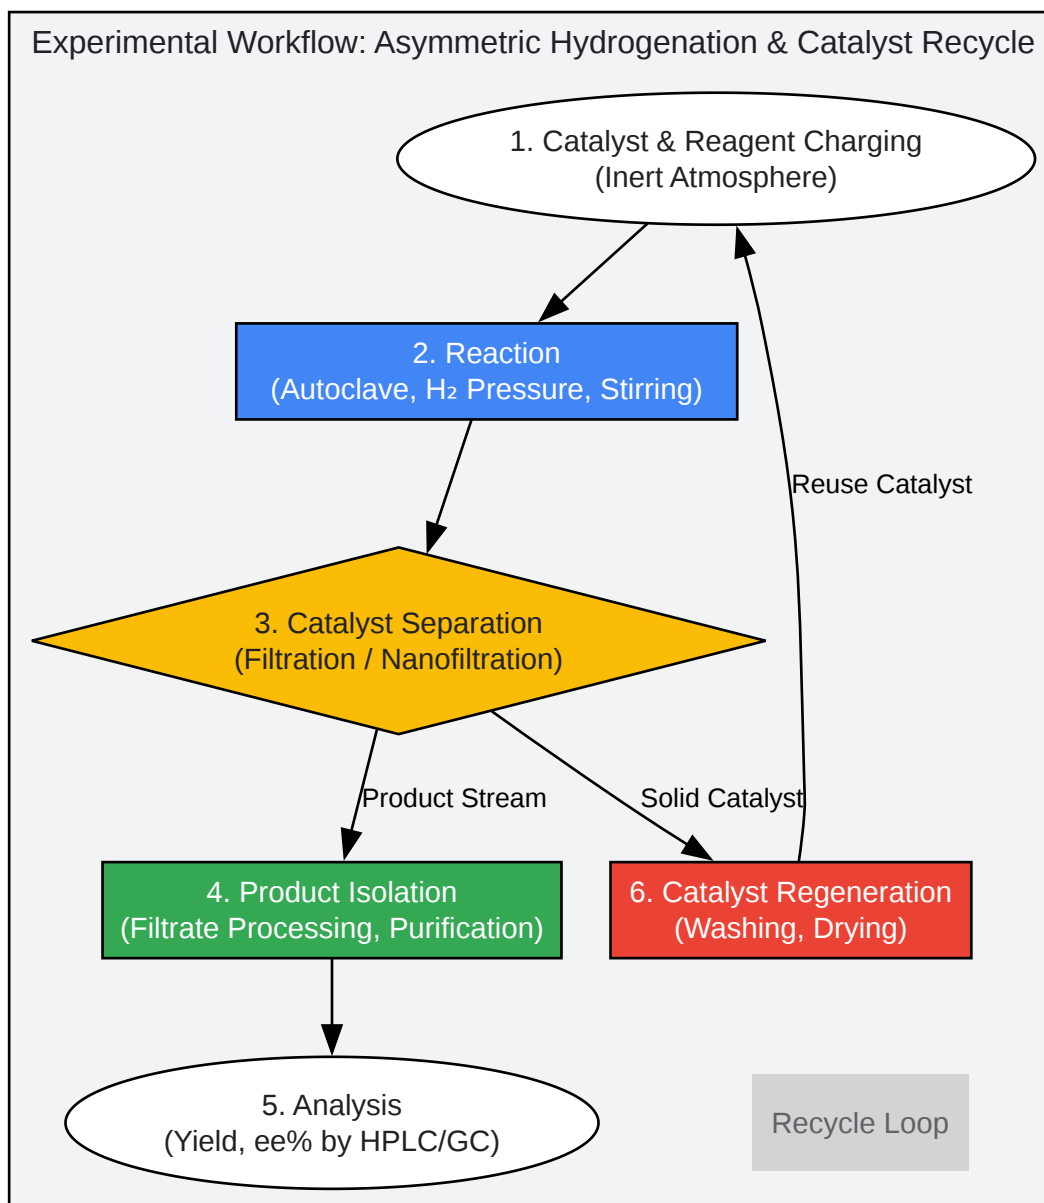 Experimental Workflow: Asymmetric Hydrogenation & Catalyst Recycle
1. Catalyst & Reagent Charging
(Inert Atmosphere)
2. Reaction
(Autoclave, H₂ Pressure, Stirring)
Reuse Catalyst
3. Catalyst Separation
(Filtration / Nanofiltration)
Product Stream
Solid Catalyst
4. Product Isolation
(Filtrate Processing, Purification)
6. Catalyst Regeneration
(Washing, Drying)
5. Analysis
(Yield, ee% by HPLC/GC)
Recycle Loop